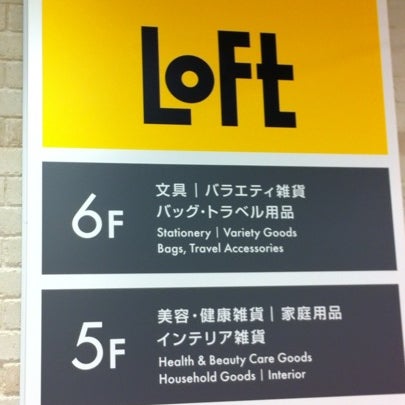 LOFT
6F
文具 | バラエティ雑貨
バッグ・トラベル用品
Stationery | Variety Goods
Bags, Travel Accessories
5F
美容・健康雑貨 | 家庭用品
インテリア雑貨
Health & Beauty Care Goods
Household Goods | Interior